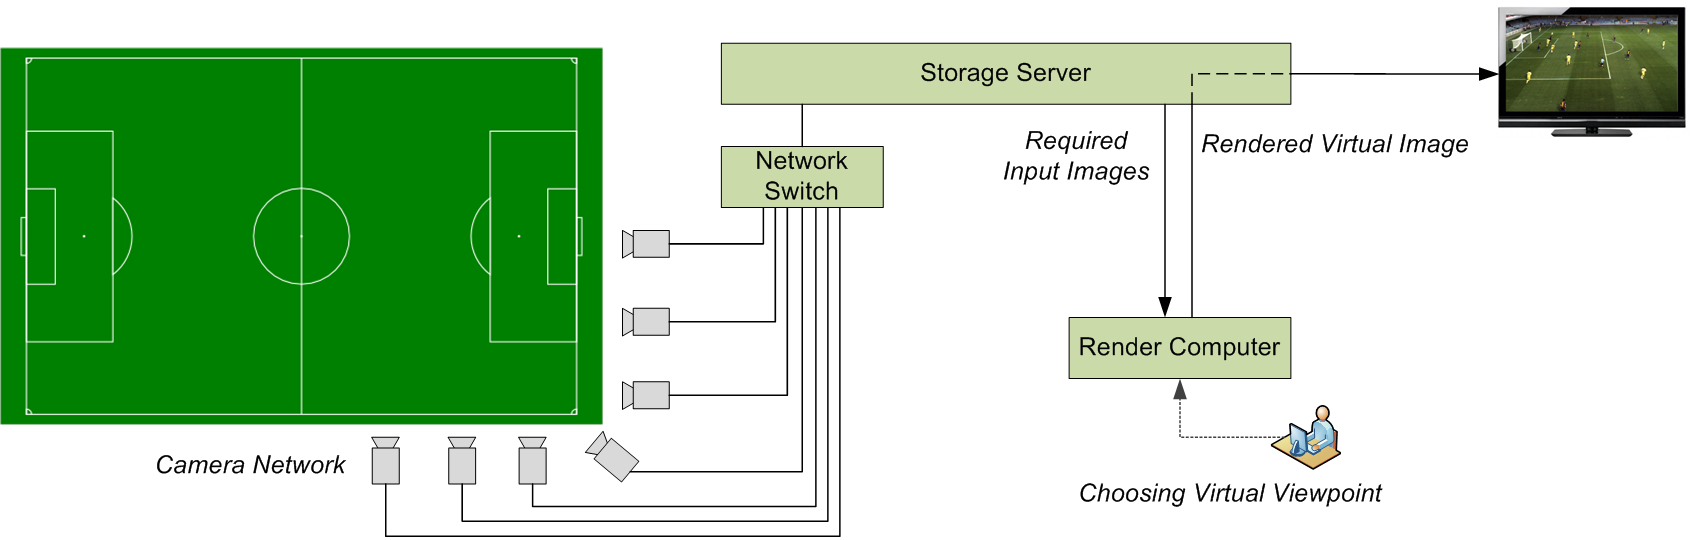 Storage Server
Network
Switch
Required
Input Images
Rendered Virtual Image
Render Computer
Camera Network
Choosing Virtual Viewpoint